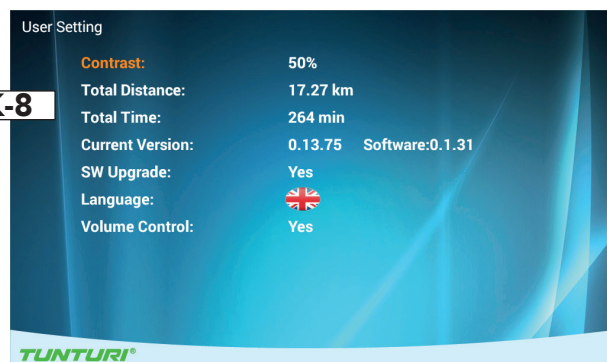 User Setting
Contrast: 50%
Total Distance: 17.27 km
-8
Total Time: 264 min
Current Version: 0.13.75 Software:0.1.31
SW Upgrade: Yes
Language:
Volume Control: Yes
TUNTURI®